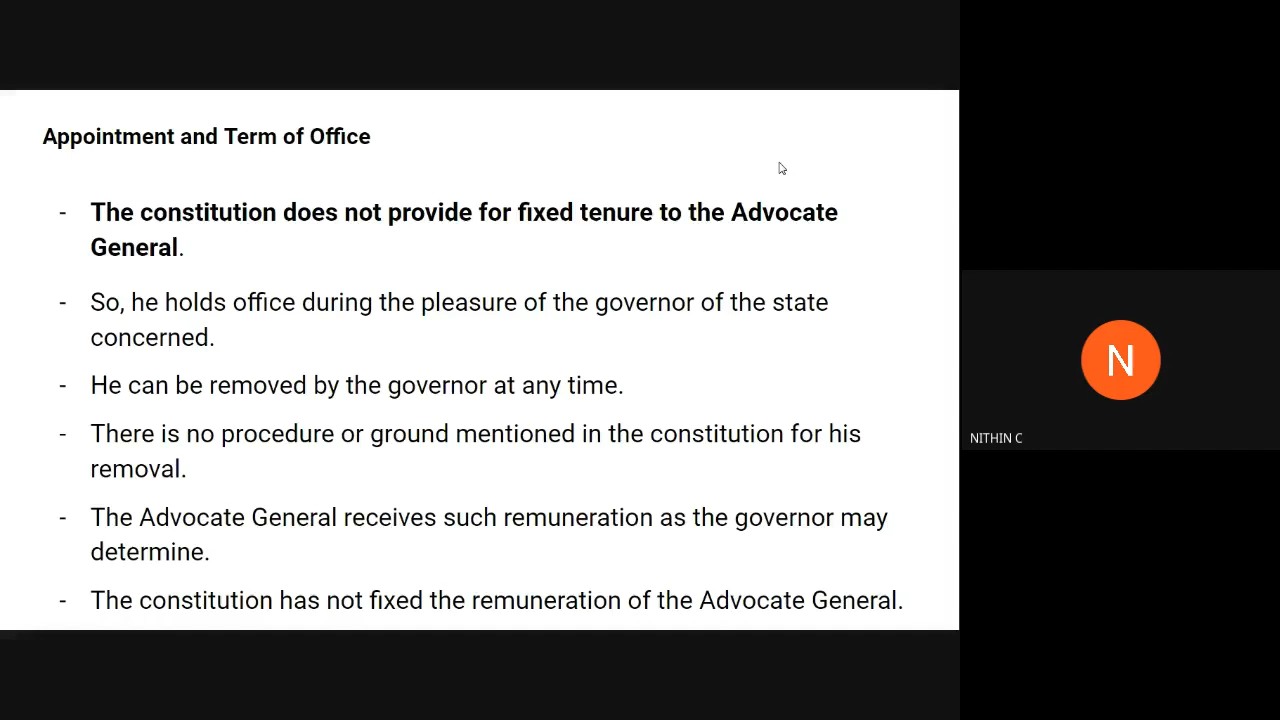 Appointment and Term of Office
- The constitution does not provide for fixed tenure to the Advocate
General.
- So, he holds office during the pleasure of the governor of the state
concerned.
- He can be removed by the governor at any time.
- There is no procedure or ground mentioned in the constitution for his
removal.
- The Advocate General receives such remuneration as the governor may
determine.
- The constitution has not fixed the remuneration of the Advocate General.
N
NITHIN C